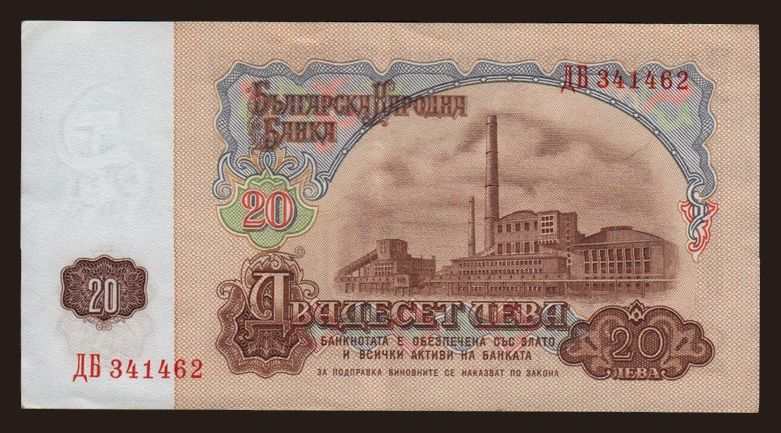 ДБ 341462
БЪЛГАРСКА НАРОДНА
БАНКА
20
20
ДВАДЕСЕТ ЛЕВА
БАНКНОТАТА Е ОБЕЗПЕЧЕНА СЪС ЗЛАТО
И ВСИЧКИ АКТИВИ НА БАНКАТА
20
ЛЕВА
ДБ 341462
ЗА ПОДПРАВКА ВИНОВНИТЕ СЕ НАКАЗВАТ ПО ЗАКОНА